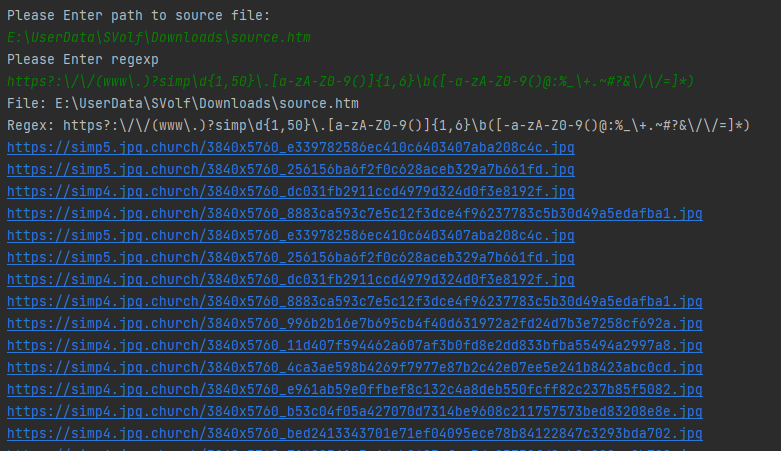 Please Enter path to source file:
E:\UserData\SVolf\Downloads\source.htm
Please Enter regexp
https?:\/\/(www\.)?simp\d{1,50}\.[a-zA-Z0-9()]{1,6}\b([-a-zA-Z0-9()@:%_\+.~#?&\/\/=]*)
File: E:\UserData\SVolf\Downloads\source.htm
Regex: https?:\/\/(www\.)?simp\d{1,50}\.[a-zA-Z0-9()]{1,6}\b([-a-zA-Z0-9()@:%_\+.~#?&\/\/=]*)
https://simp5.jpg.church/3840x5760_e339782586ec410c6403407aba208c4c.jpg
https://simp5.jpg.church/3840x5760_256156ba6f2f0c628aceb329a7b661fd.jpg
https://simp4.jpg.church/3840x5760_dc031fb2911ccd4979d324d0f3e8192f.jpg
https://simp4.jpg.church/3840x5760_8883ca593c7e5c12f3dce4f96237783c5b30d49a5edafba1.jpg
https://simp5.jpg.church/3840x5760_e339782586ec410c6403407aba208c4c.jpg
https://simp5.jpg.church/3840x5760_256156ba6f2f0c628aceb329a7b661fd.jpg
https://simp4.jpg.church/3840x5760_dc031fb2911ccd4979d324d0f3e8192f.jpg
https://simp4.jpg.church/3840x5760_8883ca593c7e5c12f3dce4f96237783c5b30d49a5edafba1.jpg
https://simp4.jpg.church/3840x5760_996b2b16e7b695cb4f40d631972a2fd24d7b3e7258cf692a.jpg
https://simp4.jpg.church/3840x5760_11d407f594462a607af3b0fd8e2dd833bfba55494a2997a8.jpg
https://simp4.jpg.church/3840x5760_4ca3ae598b4269f7977e87b2c42e07ee5e241b8423abc0cd.jpg
https://simp4.jpg.church/3840x5760_e961ab59e0ffbef8c132c4a8deb550fcff82c237b85f5082.jpg
https://simp4.jpg.church/3840x5760_b53c04f05a427070d7314be9608c211757573bed83208e8e.jpg
https://simp4.jpg.church/3840x5760_bed2413343701e71ef04095ece78b84122847c3293bda702.jpg